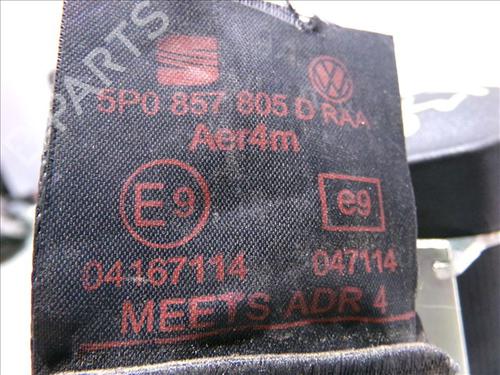 PARTS
5P0 857 805 D RAA
Aer4m
E9 e9
04167114 047114
MEETS ADR 4